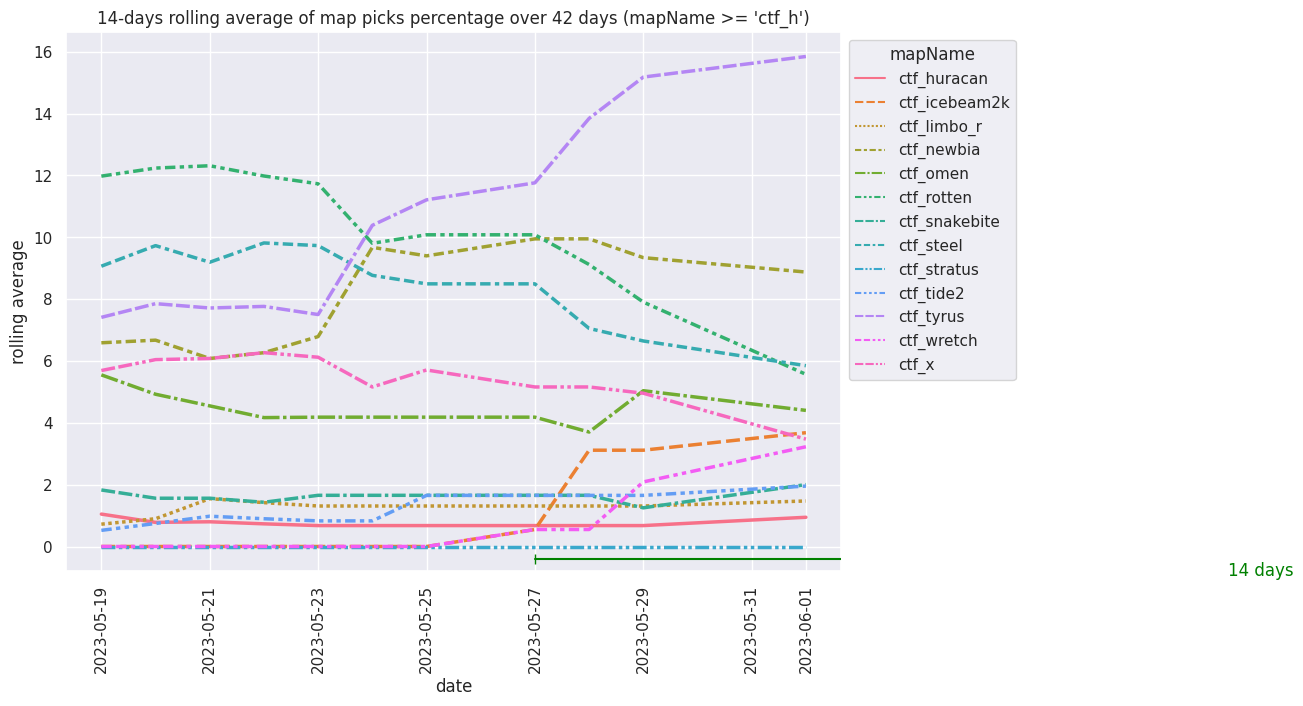 14-days rolling average of map picks percentage over 42 days (mapName >= 'ctf_h')
rolling average
16
14
12
10
8
6
4
2
0
2023-05-19
2023-05-21
2023-05-23
2023-05-25
2023-05-27
2023-05-29
2023-05-31
2023-06-01
date
mapName
ctf_huracan
ctf_icebeam2k
ctf_limbo_r
ctf_newbia
ctf_omen
ctf_rotten
ctf_snakebite
ctf_steel
ctf_stratus
ctf_tide2
ctf_tyrus
ctf_wretch
ctf_x
14 days